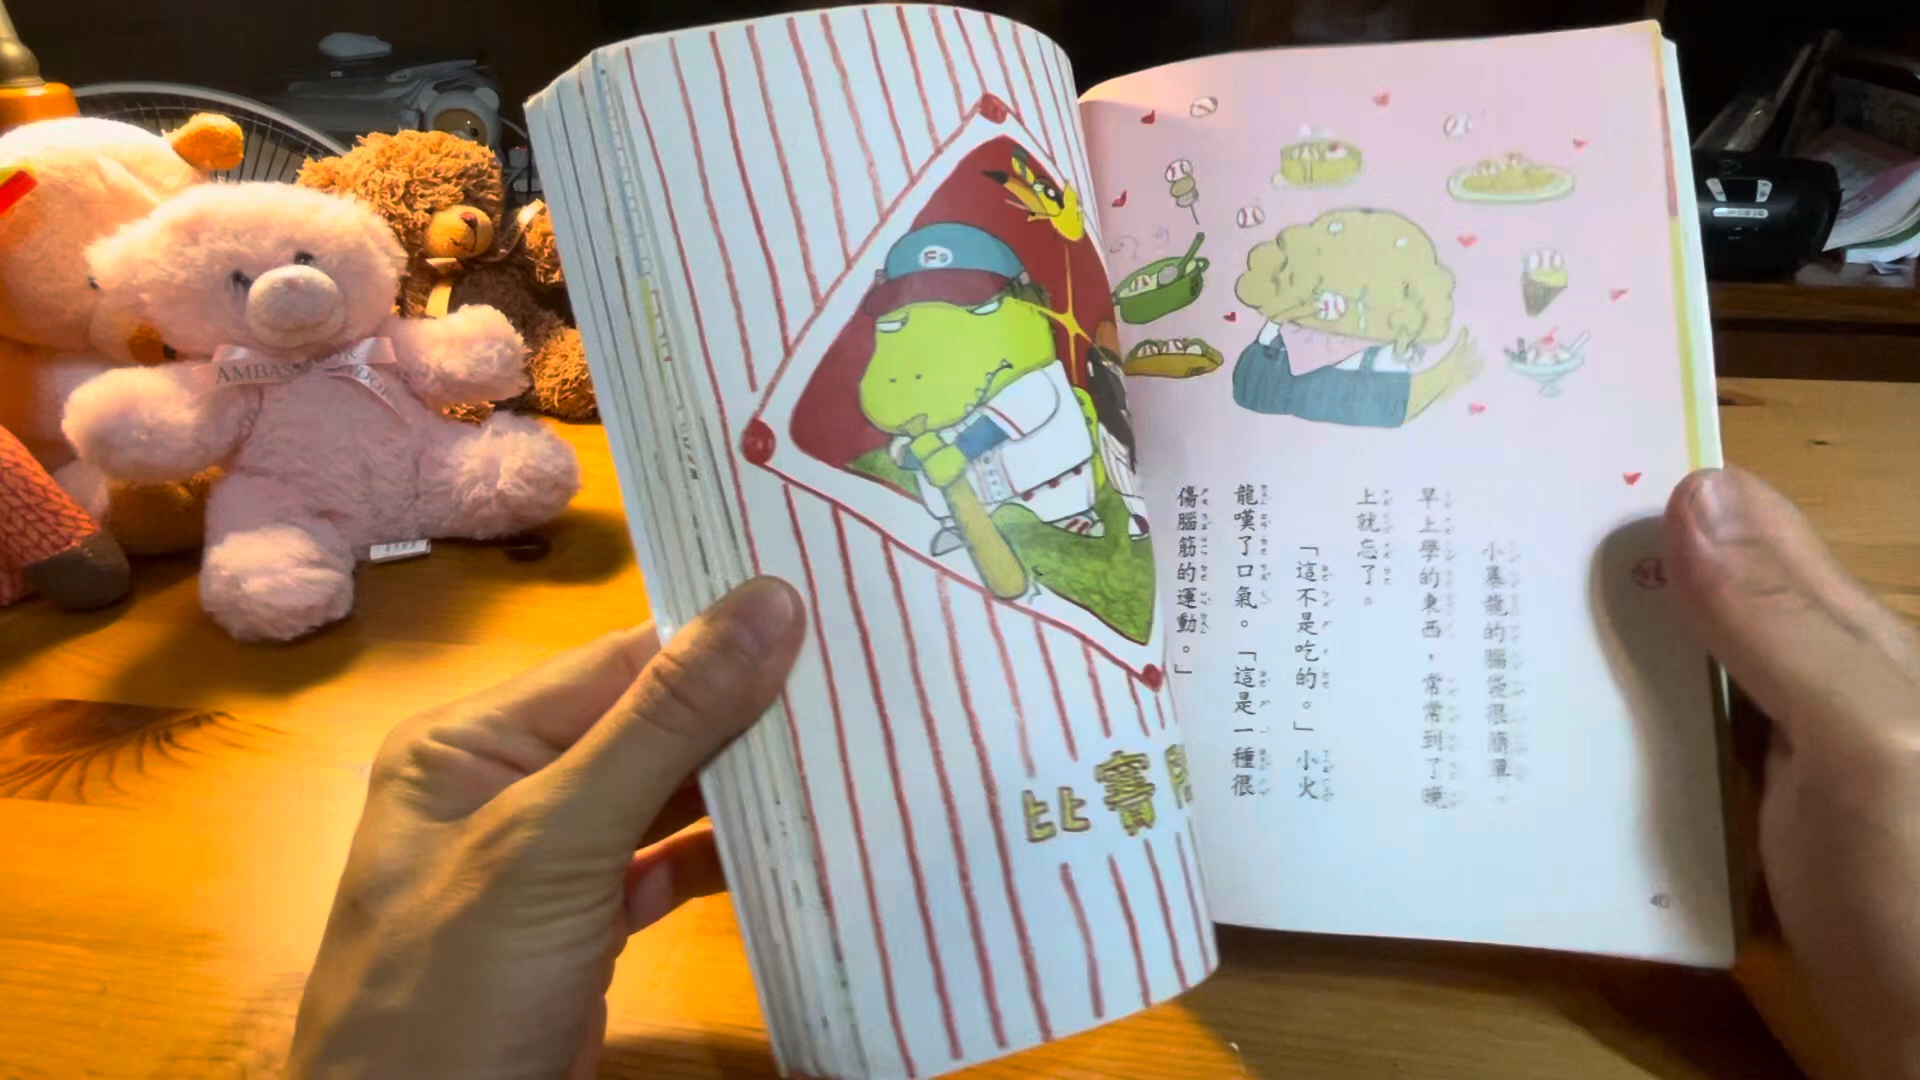 小暴龍的腦袋很簡單，
早上學的東西，常常到了晚
上就忘了。
「這不是吃的。」小火
龍嘆了口氣。「這是一種很
傷腦筋的運動。」
比賽
40
F
AMBASSADOR